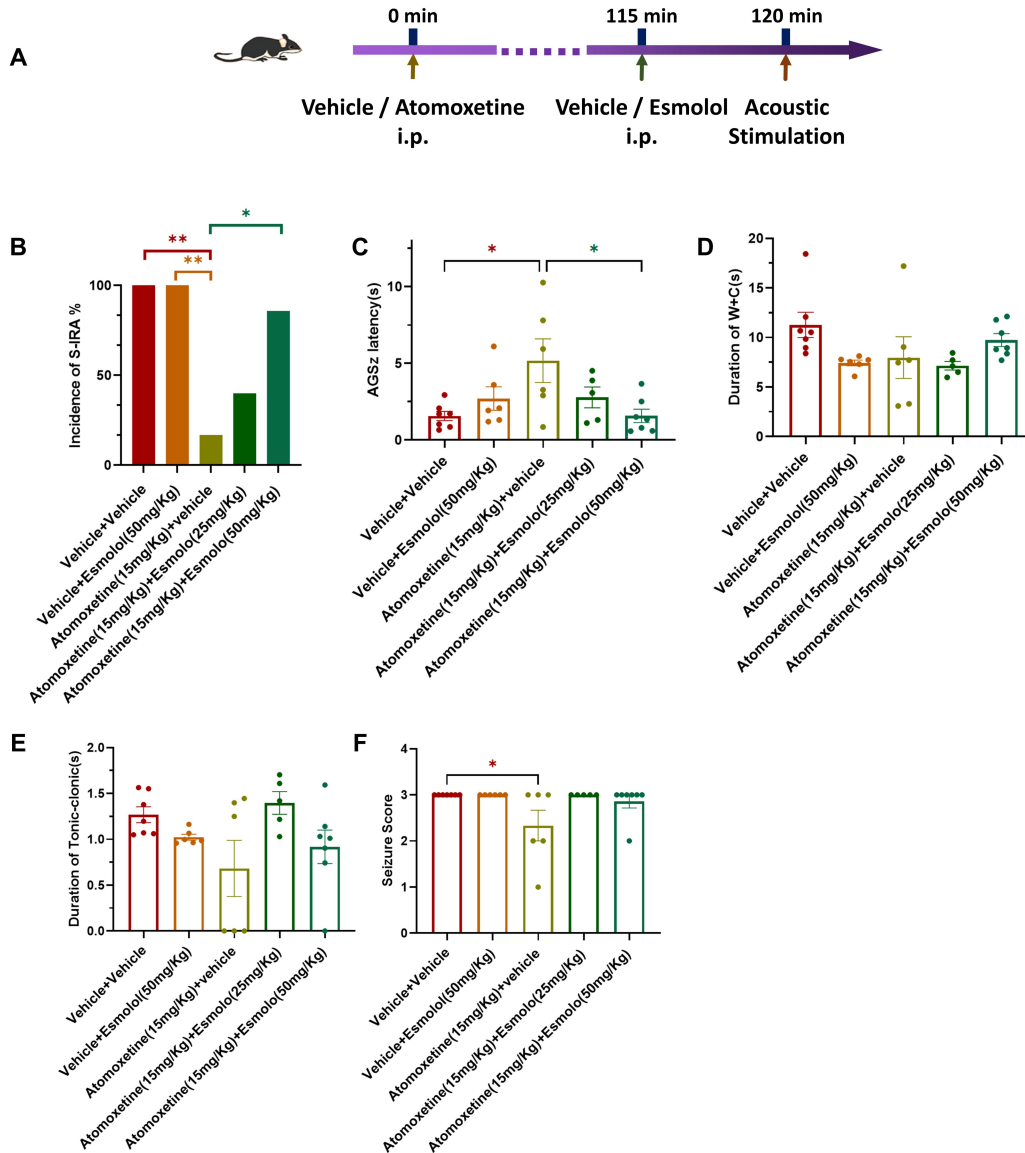 A
0 min
115 min
120 min
Vehicle / Atomoxetine
i.p.
Vehicle / Esmolol
i.p.
Acoustic
Stimulation
B
Incidence of S-IRA %
100
50
0
**
**
*
Vehicle+Vehicle
Vehicle+Esmolol(50mg/Kg)
Atomoxetine(15mg/Kg)+vehicle
Atomoxetine(15mg/Kg)+Esmolo(25mg/Kg)
Atomoxetine(15mg/Kg)+Esmolo(50mg/Kg)
C
AGSz latency(s)
10
5
0
*
*
Vehicle+Vehicle
Vehicle+Esmolol(50mg/Kg)
Atomoxetine(15mg/Kg)+vehicle
Atomoxetine(15mg/Kg)+Esmolo(25mg/Kg)
Atomoxetine(15mg/Kg)+Esmolo(50mg/Kg)
D
Duration of W+C(s)
20
15
10
5
0
Vehicle+Vehicle
Vehicle+Esmolol(50mg/Kg)
Atomoxetine(15mg/Kg)+vehicle
Atomoxetine(15mg/Kg)+Esmolo(25mg/Kg)
Atomoxetine(15mg/Kg)+Esmolo(50mg/Kg)
E
Duration of Tonic-clonic(s)
2.0
1.5
1.0
0.5
0.0
Vehicle+Vehicle
Vehicle+Esmolol(50mg/Kg)
Atomoxetine(15mg/Kg)+vehicle
Atomoxetine(15mg/Kg)+Esmolo(25mg/Kg)
Atomoxetine(15mg/Kg)+Esmolo(50mg/Kg)
F
Seizure Score
4
3
2
1
0
*
Vehicle+Vehicle
Vehicle+Esmolol(50mg/Kg)
Atomoxetine(15mg/Kg)+vehicle
Atomoxetine(15mg/Kg)+Esmolo(25mg/Kg)
Atomoxetine(15mg/Kg)+Esmolo(50mg/Kg)